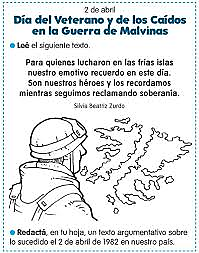 2 de abril
Día del Veterano y de los Caídos
en la Guerra de Malvinas
● Leé el siguiente texto.
Para quienes lucharon en las frías islas
nuestro emotivo recuerdo en este día.
Son nuestros héroes y los recordamos
mientras seguimos reclamando soberanía.
Silvia Beatriz Zurdo
● Redactá, en tu hoja, un texto argumentativo sobre
lo sucedido el 2 de abril de 1982 en nuestro país.